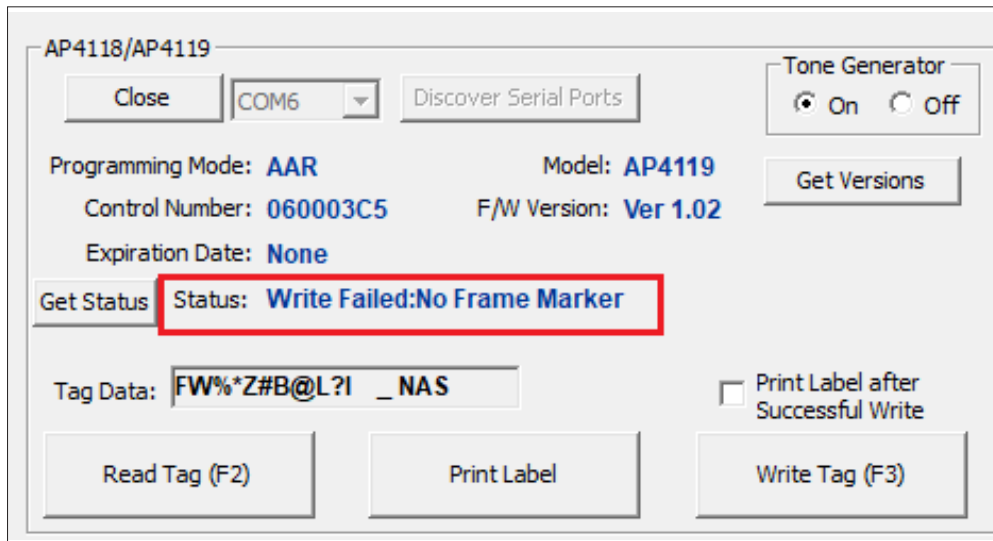 AP4118/AP4119
Close COM6 Discover Serial Ports
Tone Generator
On Off
Programming Mode: AAR Model: AP4119
Get Versions
Control Number: 060003C5 F/W Version: Ver 1.02
Expiration Date: None
Get Status Status: Write Failed:No Frame Marker
Tag Data: FW%*Z#B@L?I _ NAS
Print Label after
Successful Write
Read Tag (F2) Print Label Write Tag (F3)